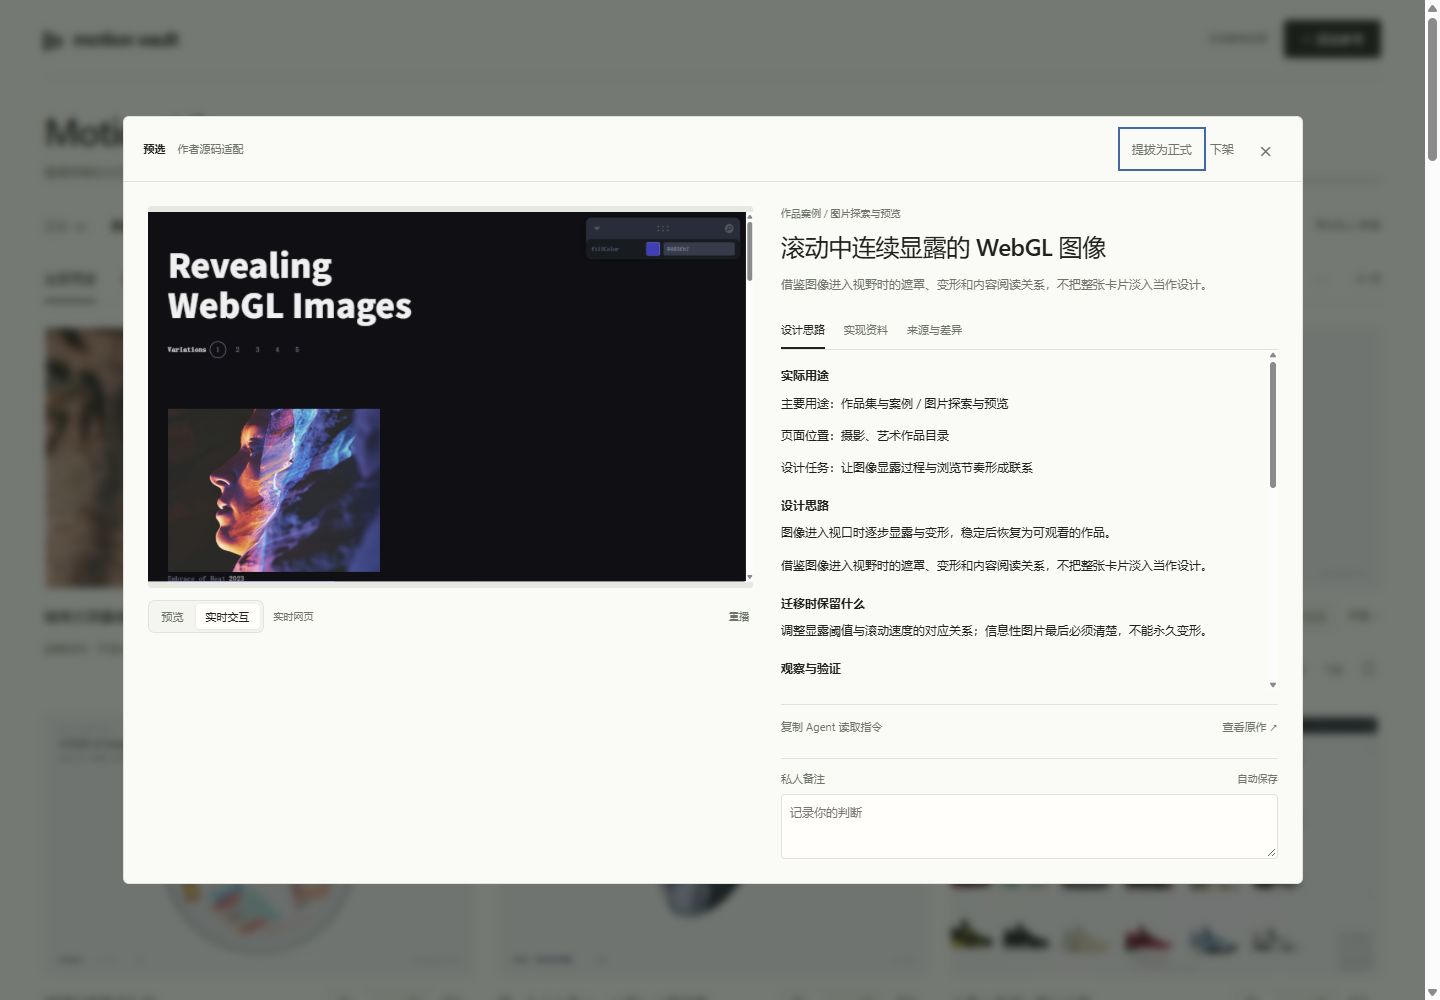 motion vault
预选 作者源码适配
提拔为正式 下架 ×
Revealing
WebGL Images
fillColor
Variations 1 2 3 4 5
Embrace of Neat 2023
预览 实时交互 实时网页 重播
作品案例 / 图片探索与预览
滚动中连续显露的 WebGL 图像
借鉴图像进入视野时的遮罩、变形和内容阅读关系，不把整张卡片淡入当作设计。
设计思路 实现资料 来源与差异
实际用途
主要用途：作品集与案例 / 图片探索与预览
页面位置：摄影、艺术作品目录
设计任务：让图像显露过程与浏览节奏形成联系
设计思路
图像进入视口时逐步显露与变形，稳定后恢复为可观看的作品。
借鉴图像进入视野时的遮罩、变形和内容阅读关系，不把整张卡片淡入当作设计。
迁移时保留什么
调整显露阈值与滚动速度的对应关系；信息性图片最后必须清楚，不能永久变形。
观察与验证
复制 Agent 读取指令 查看原作 ↗
私人备注 自动保存
记录你的判断